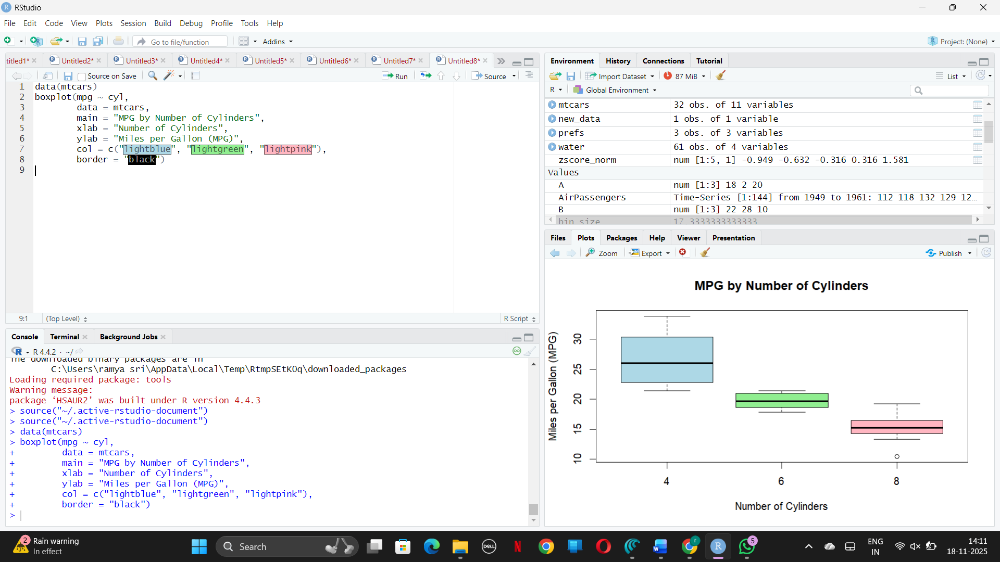 RStudio
File Edit Code View Plots Session Build Debug Profile Tools Help
Go to file/function Addins Project: (None)
titled1* Untitled2* Untitled3* Untitled4* Untitled5* Untitled6* Untitled7* Untitled8*
Source on Save Run Source
1 data(mtcars)
2 boxplot(mpg ~ cyl,
3 data = mtcars,
4 main = "MPG by Number of Cylinders",
5 xlab = "Number of Cylinders",
6 ylab = "Miles per Gallon (MPG)",
7 col = c("lightblue", "lightgreen", "lightpink"),
8 border = "black")
9
9:1 (Top Level) R Script
Console Terminal Background Jobs
R 4.4.2 · ~/
The downloaded binary packages are in
C:\Users\ramya sri\AppData\Local\Temp\RtmpSEtKOq\downloaded_packages
Loading required package: tools
Warning message:
package ‘HSAUR2’ was built under R version 4.4.3
> source("~/.active-rstudio-document")
> source("~/.active-rstudio-document")
> data(mtcars)
> boxplot(mpg ~ cyl,
+ data = mtcars,
+ main = "MPG by Number of Cylinders",
+ xlab = "Number of Cylinders",
+ ylab = "Miles per Gallon (MPG)",
+ col = c("lightblue", "lightgreen", "lightpink"),
+ border = "black")
>
Environment History Connections Tutorial
Import Dataset 87 MiB List
R Global Environment
mtcars 32 obs. of 11 variables
new_data 1 obs. of 1 variable
prefs 3 obs. of 3 variables
water 61 obs. of 4 variables
zscore_norm num [1:5, 1] -0.949 -0.632 -0.316 0.316 1.581
Values
A num [1:3] 18 2 20
AirPassengers Time-Series [1:144] from 1949 to 1961: 112 118 132 129 12…
B num [1:3] 22 28 10
bin_size 17.3333333333333
Files Plots Packages Help Viewer Presentation
Zoom Export Publish
MPG by Number of Cylinders
Miles per Gallon (MPG)
30
25
20
15
10
4 6 8
Number of Cylinders
2 Rain warning
In effect
Search
DELL
N
W
r
R
5
ENG
IN
14:11
18-11-2025